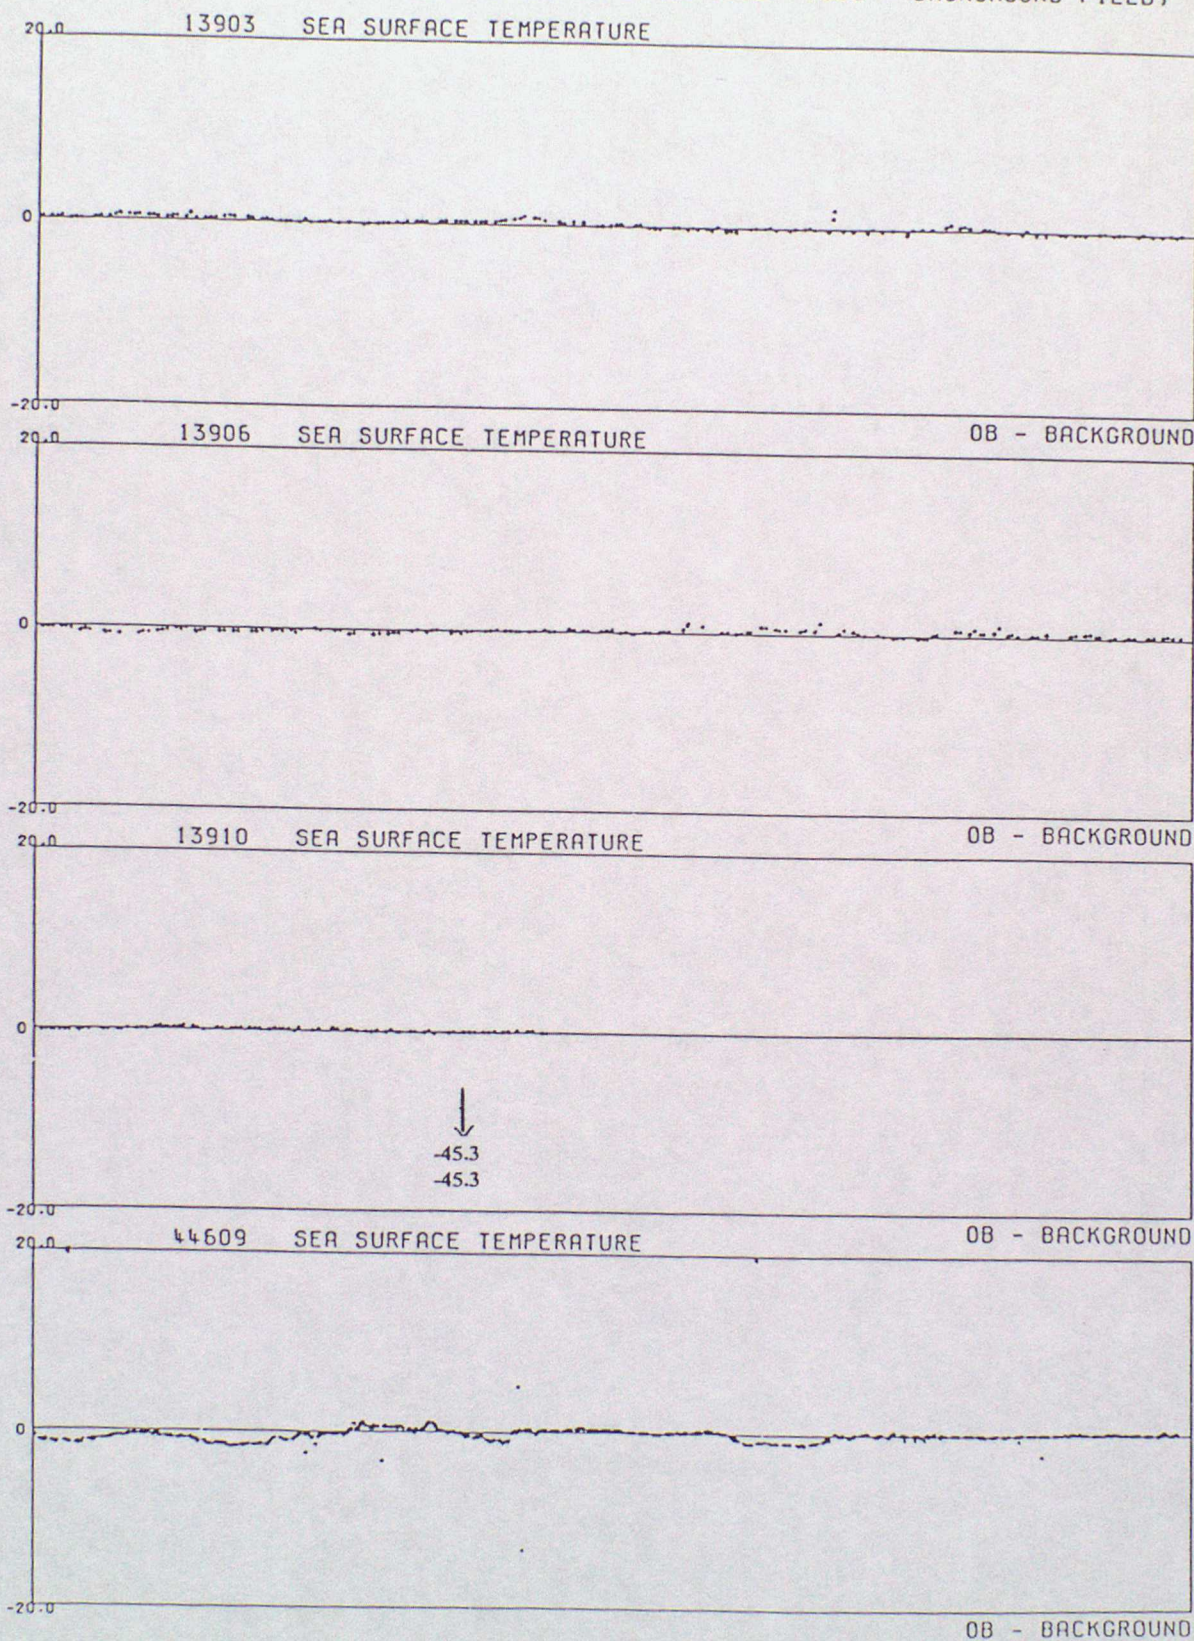 BACKGROUND FIELD)
20.0 13903 SEA SURFACE TEMPERATURE
0
-20.0
OB - BACKGROUND
20.0 13906 SEA SURFACE TEMPERATURE
0
-20.0
OB - BACKGROUND
20.0 13910 SEA SURFACE TEMPERATURE
0
-45.3
-45.3
-20.0
OB - BACKGROUND
20.0 44609 SEA SURFACE TEMPERATURE
0
-20.0
OB - BACKGROUND